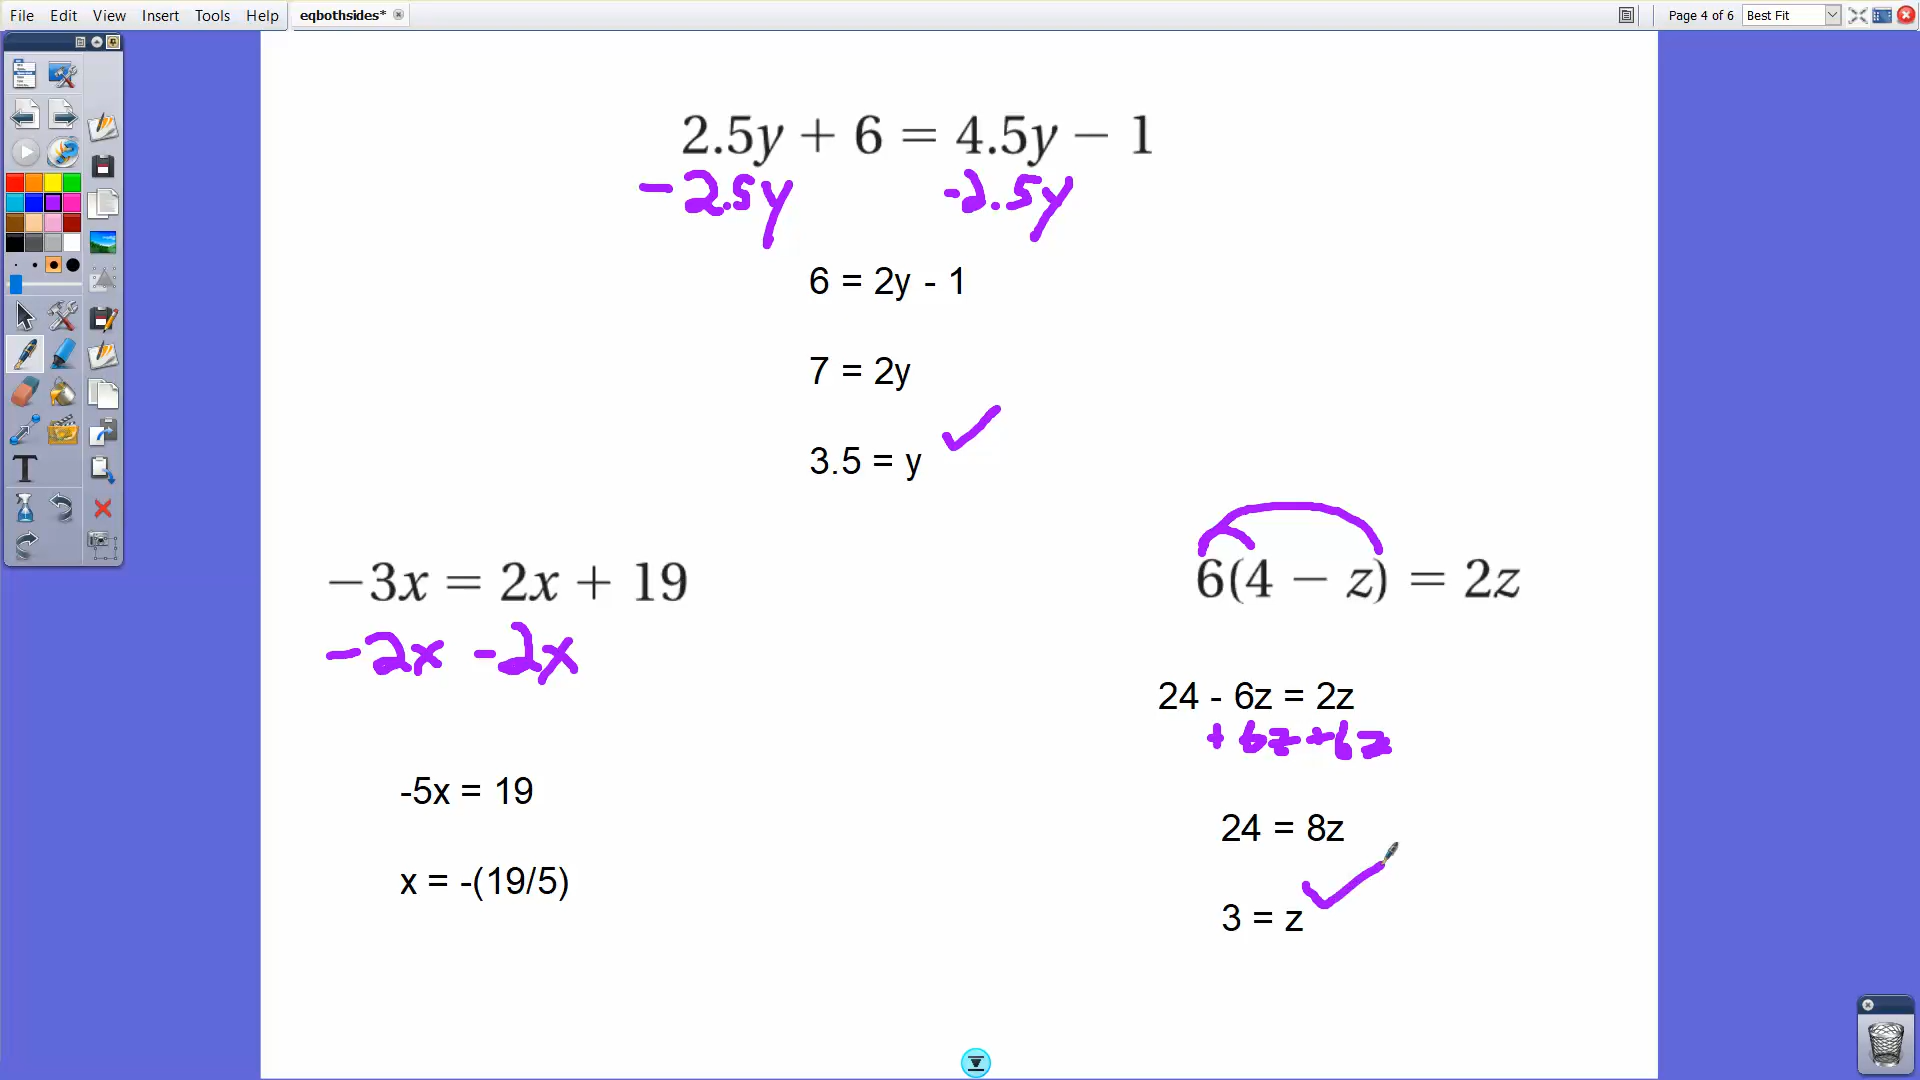 File Edit View Insert Tools Help eqbothsides* Page 4 of 6 Best Fit
2.5y + 6 = 4.5y − 1
-2.5y -2.5y
6 = 2y - 1
7 = 2y
3.5 = y
−3x = 2x + 19
-2x -2x
-5x = 19
x = -(19/5)
6(4 − z) = 2z
24 - 6z = 2z
+6z +6z
24 = 8z
3 = z
T